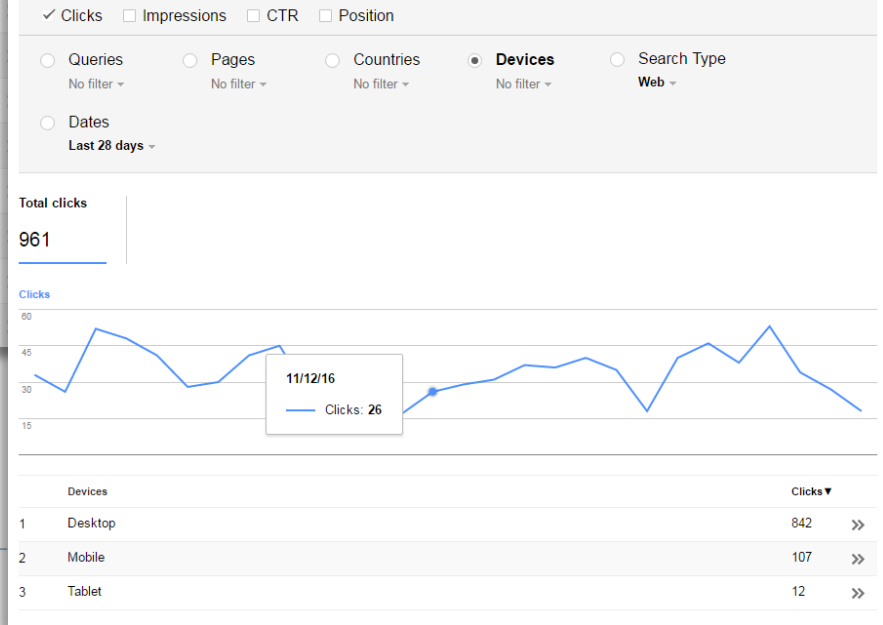 Clicks Impressions CTR Position
Queries Pages Countries Devices Search Type
No filter No filter No filter No filter Web
Dates
Last 28 days
Total clicks
961
Clicks
60
45
30
15
11/12/16
Clicks: 26
Devices Clicks▼
1 Desktop 842 »
2 Mobile 107 »
3 Tablet 12 »